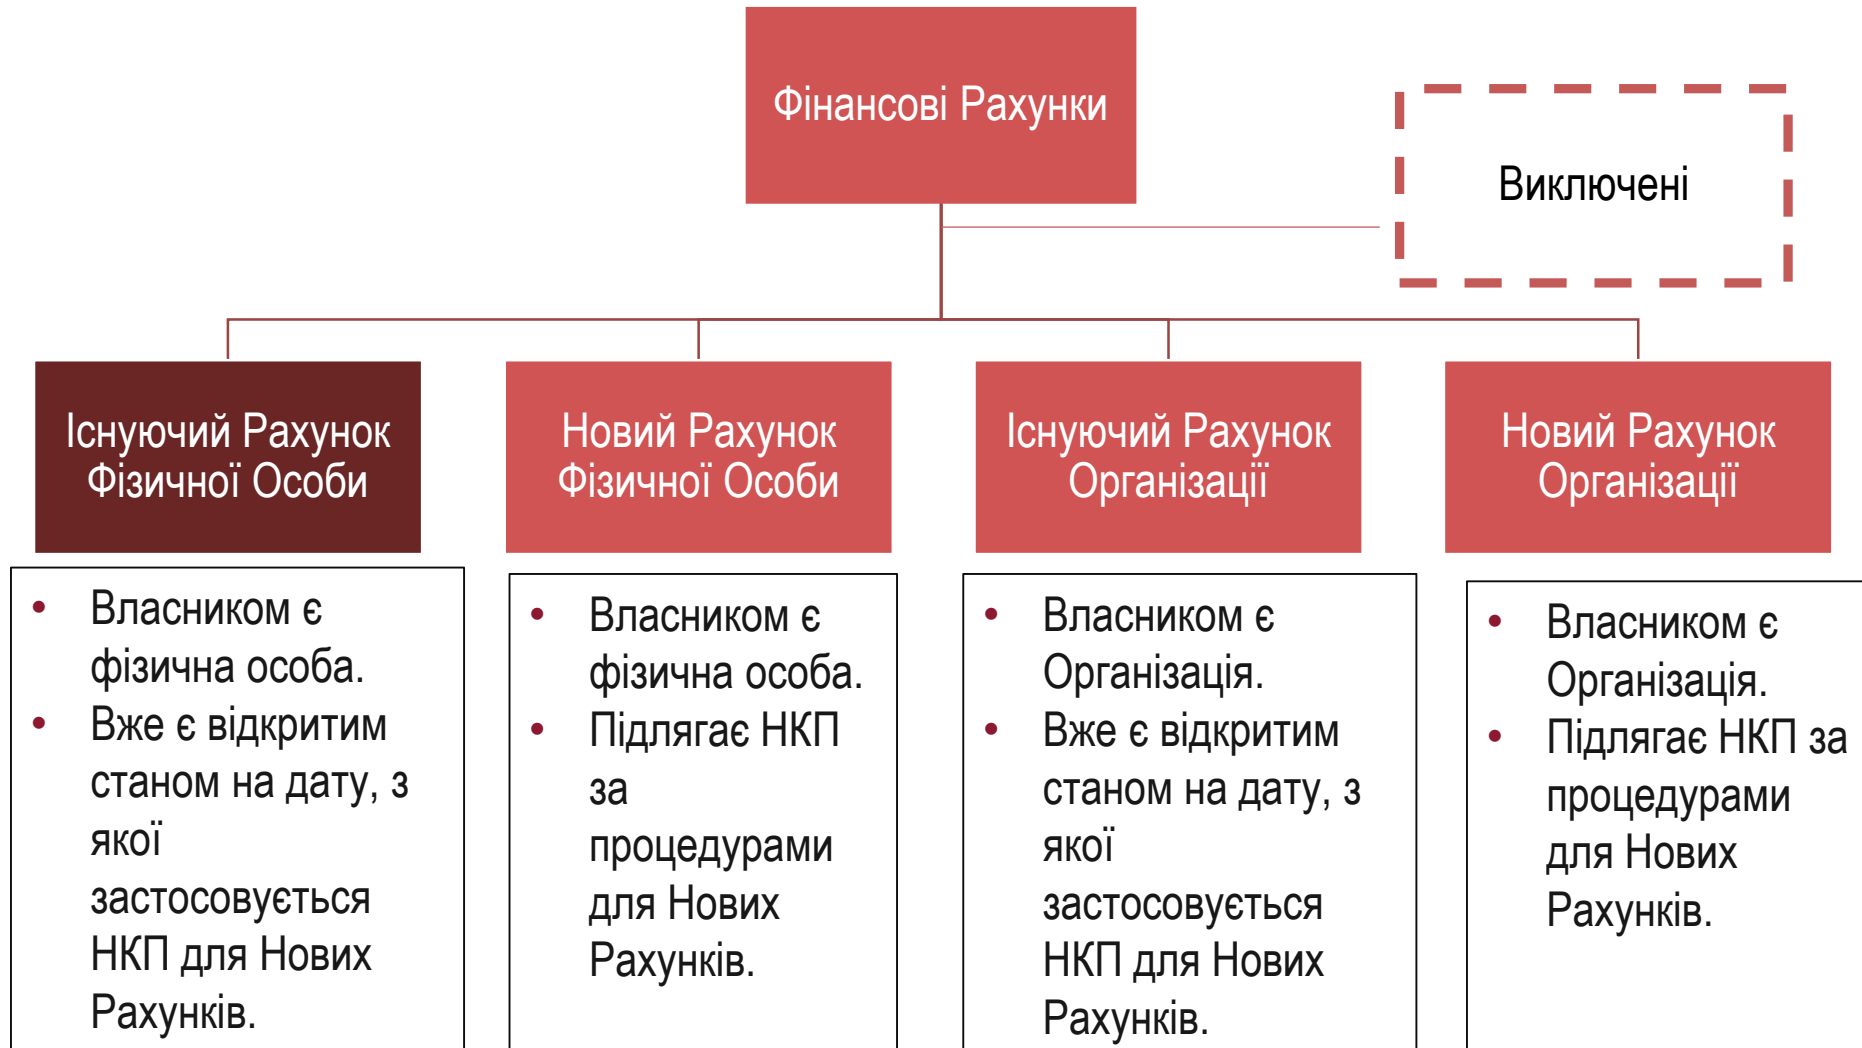 Фінансові Рахунки
Виключені
Існуючий Рахунок
Фізичної Особи
Новий Рахунок
Фізичної Особи
Існуючий Рахунок
Організації
Новий Рахунок
Організації
• Власником є
фізична особа.
• Вже є відкритим
станом на дату, з
якої
застосовується
НКП для Нових
Рахунків.
• Власником є
фізична особа.
• Підлягає НКП
за
процедурами
для Нових
Рахунків.
• Власником є
Організація.
• Вже є відкритим
станом на дату, з
якої
застосовується
НКП для Нових
Рахунків.
• Власником є
Організація.
• Підлягає НКП за
процедурами
для Нових
Рахунків.